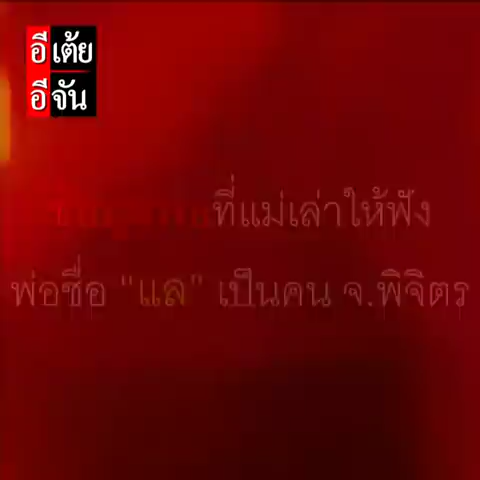 อีเต้ย
อีจัน
ที่แม่เล่าให้ฟัง
พ่อชื่อ "แล" เป็นคน จ.พิจิตร